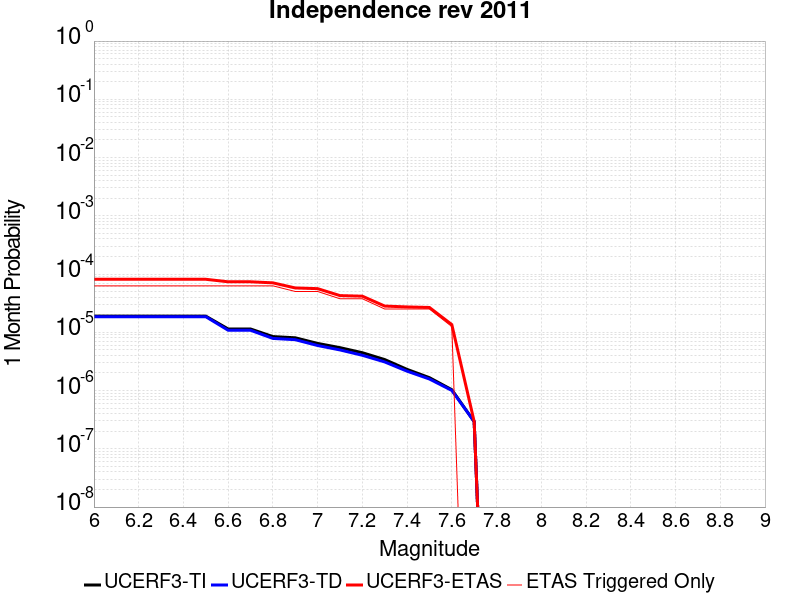 Independence rev 2011
1 Month Probability
10^0
10^-1
10^-2
10^-3
10^-4
10^-5
10^-6
10^-7
10^-8
6 6.2 6.4 6.6 6.8 7 7.2 7.4 7.6 7.8 8 8.2 8.4 8.6 8.8 9
Magnitude
UCERF3-TI UCERF3-TD UCERF3-ETAS ETAS Triggered Only